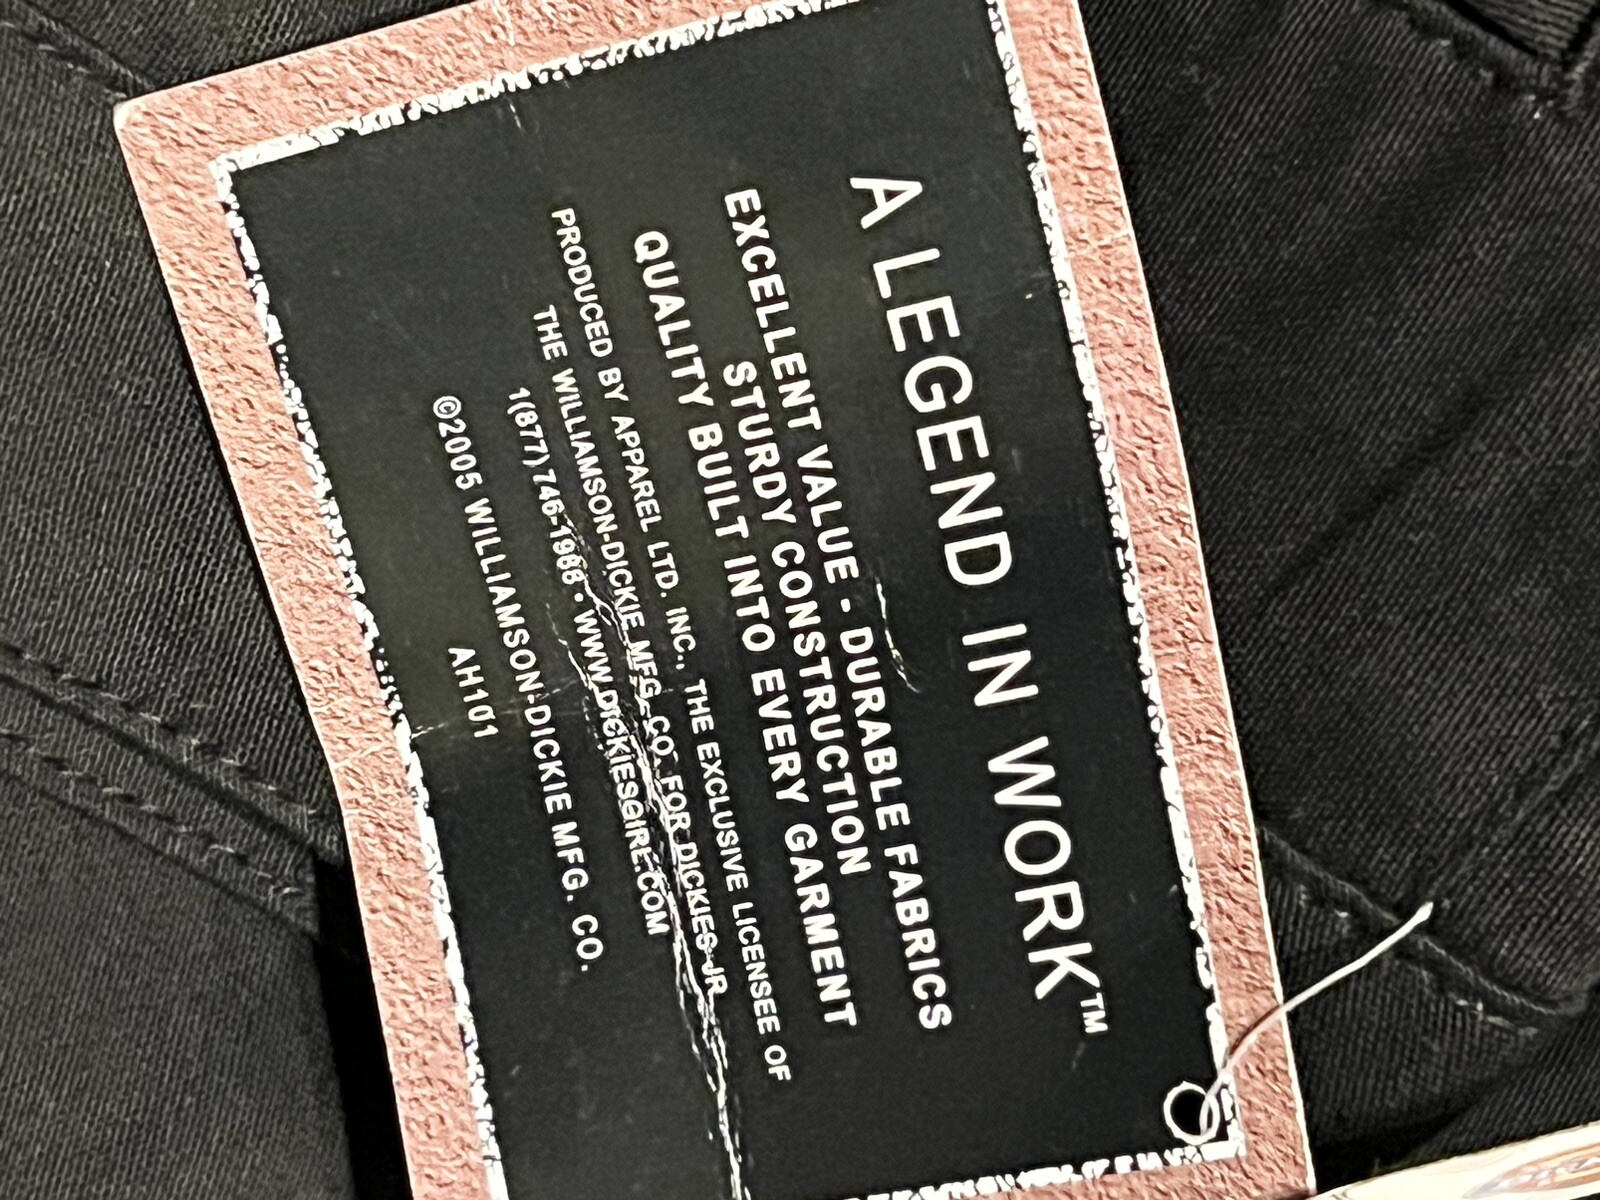 A LEGEND IN WORK™
EXCELLENT VALUE - DURABLE FABRICS
STURDY CONSTRUCTION
QUALITY BUILT INTO EVERY GARMENT
PRODUCED BY APPAREL LTD. INC., THE EXCLUSIVE LICENSEE OF
THE WILLIAMSON-DICKIE MFG. CO. FOR DICKIES JR
1(877)746-1988 • WWW.DICKIESGIRL.COM
©2005 WILLIAMSON-DICKIE MFG. CO.
AH101